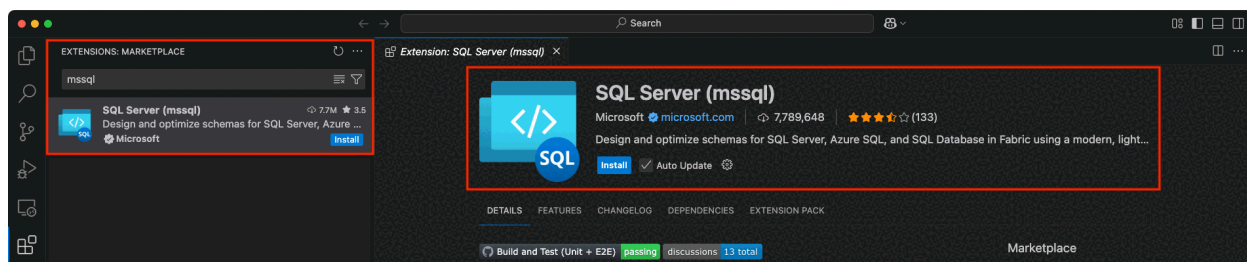 Search
EXTENSIONS: MARKETPLACE
mssql
SQL Server (mssql) 7.7M ★ 3.5
Design and optimize schemas for SQL Server, Azure ...
Microsoft Install
SQL
Extension: SQL Server (mssql)
SQL Server (mssql)
Microsoft microsoft.com 7,789,648 (133)
Design and optimize schemas for SQL Server, Azure SQL, and SQL Database in Fabric using a modern, light...
Install Auto Update
</> SQL
DETAILS FEATURES CHANGELOG DEPENDENCIES EXTENSION PACK
Build and Test (Unit + E2E) passing discussions 13 total
Marketplace